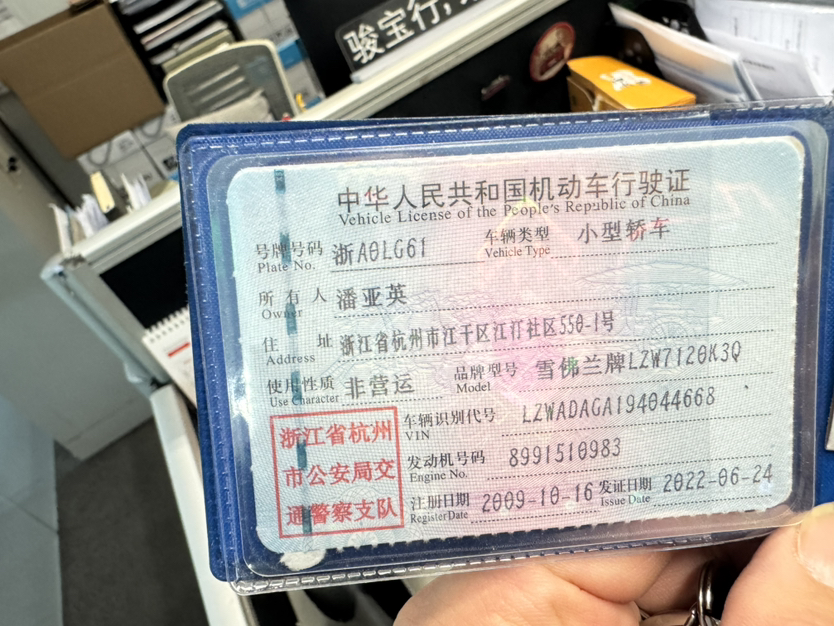 骏宝行,
中华人民共和国机动车行驶证
Vehicle License of the People's Republic of China
号牌号码 浙A0LG61 车辆类型 小型轿车
Plate No. Vehicle Type
所有人 潘亚英
Owner
住址 浙江省杭州市江干区江汀社区550-1号
Address
使用性质 非营运 品牌型号 雪佛兰牌LZW7120K3Q
Use Character Model
浙江省杭州
市公安局交
通警察支队
车辆识别代号 LZWADAGA194044668
VIN
发动机号码 8991510983
Engine No.
注册日期 2009-10-16 发证日期 2022-06-24
Register Date Issue Date